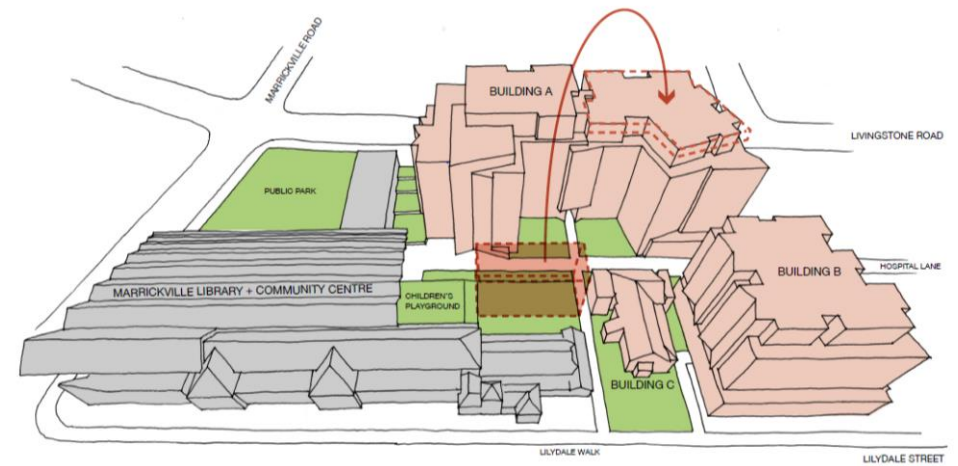 MARRICKVILLE ROAD
BUILDING A
LIVINGSTONE ROAD
PUBLIC PARK
HOSPITAL LANE
BUILDING B
MARRICKVILLE LIBRARY + COMMUNITY CENTRE
CHILDREN'S
PLAYGROUND
BUILDING C
LILYDALE WALK
LILYDALE STREET